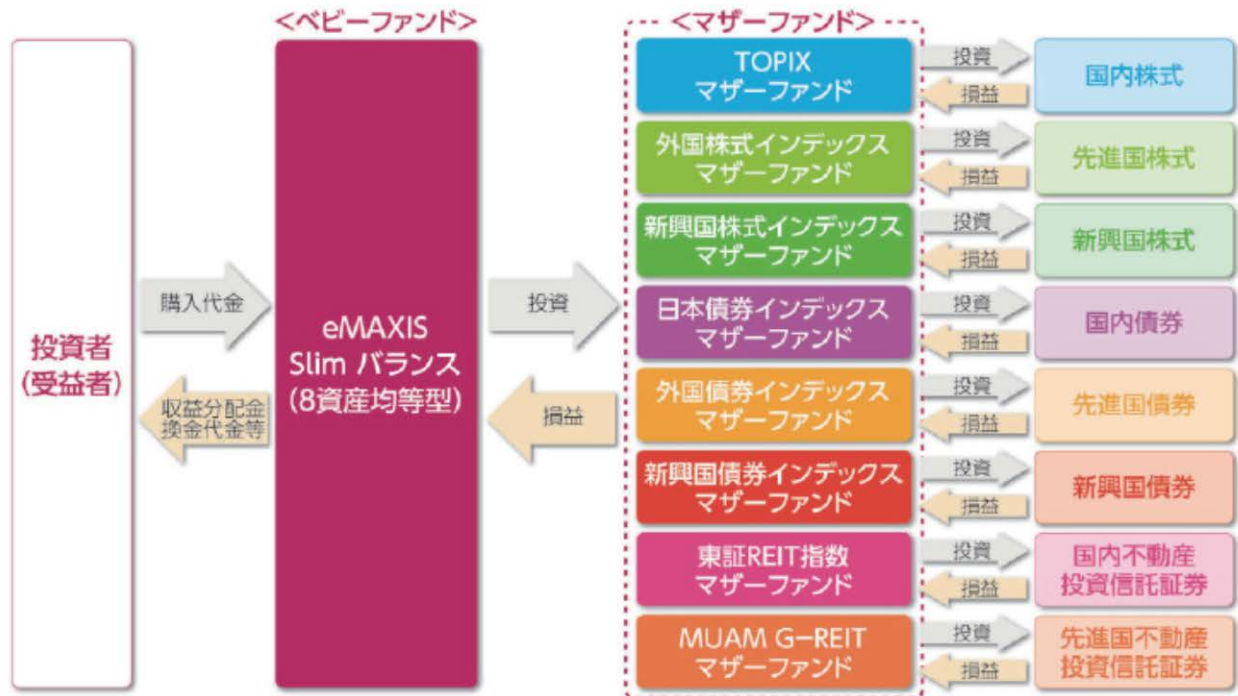 <ベビーファンド>
<マザーファンド>
投資者
(受益者)
購入代金
収益分配金
換金代金等
eMAXIS
Slim バランス
(8資産均等型)
投資
損益
TOPIX
マザーファンド
投資
損益
国内株式
外国株式インデックス
マザーファンド
投資
損益
先進国株式
新興国株式インデックス
マザーファンド
投資
損益
新興国株式
日本債券インデックス
マザーファンド
投資
損益
国内債券
外国債券インデックス
マザーファンド
投資
損益
先進国債券
新興国債券インデックス
マザーファンド
投資
損益
新興国債券
東証REIT指数
マザーファンド
投資
損益
国内不動産
投資信託証券
MUAM G-REIT
マザーファンド
投資
損益
先進国不動産
投資信託証券